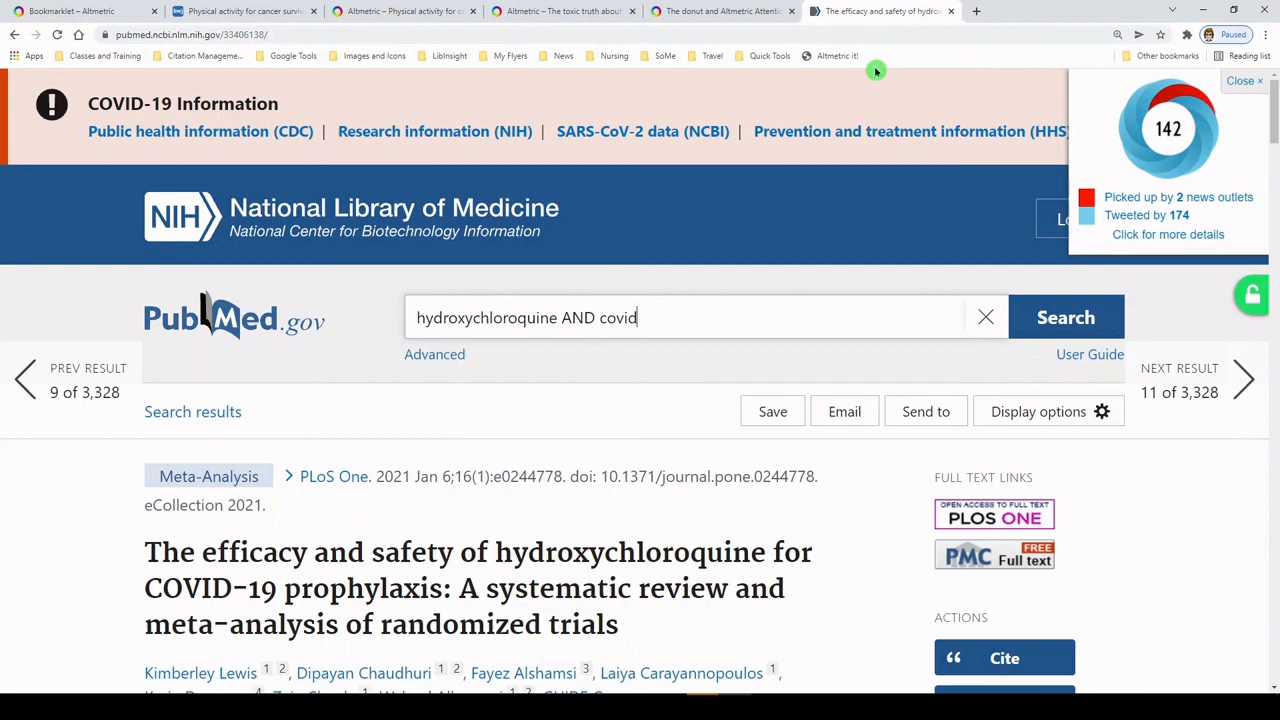 Bookmarklet – Altmetric
Physical activity for cancer surviv
Altmetric – Physical activity for c
Altmetric – The toxic truth about
The donut and Altmetric Attenti
The efficacy and safety of hydrox
pubmed.ncbi.nlm.nih.gov/33406138/
Paused
Apps
Classes and Training
Citation Manageme...
Google Tools
Images and Icons
LibInsight
My Flyers
News
Nursing
SoMe
Travel
Quick Tools
Altmetric it!
Other bookmarks
Reading list
COVID-19 Information
Public health information (CDC) | Research information (NIH) | SARS-CoV-2 data (NCBI) | Prevention and treatment information (HHS)
Close ×
142
Picked up by 2 news outlets
Tweeted by 174
Click for more details
NIH
National Library of Medicine
National Center for Biotechnology Information
Lo
PubMed.gov
hydroxychloroquine AND covid
Search
Advanced
User Guide
PREV RESULT
9 of 3,328
NEXT RESULT
11 of 3,328
Search results
Save
Email
Send to
Display options
Meta-Analysis
PLoS One. 2021 Jan 6;16(1):e0244778. doi: 10.1371/journal.pone.0244778.
eCollection 2021.
The efficacy and safety of hydroxychloroquine for
COVID-19 prophylaxis: A systematic review and
meta-analysis of randomized trials
Kimberley Lewis 1 2, Dipayan Chaudhuri 1 2, Fayez Alshamsi 3, Laiya Carayannopoulos 1,
FULL TEXT LINKS
OPEN ACCESS TO FULL TEXT
PLOS ONE
PMC FREE
Full text
ACTIONS
Cite